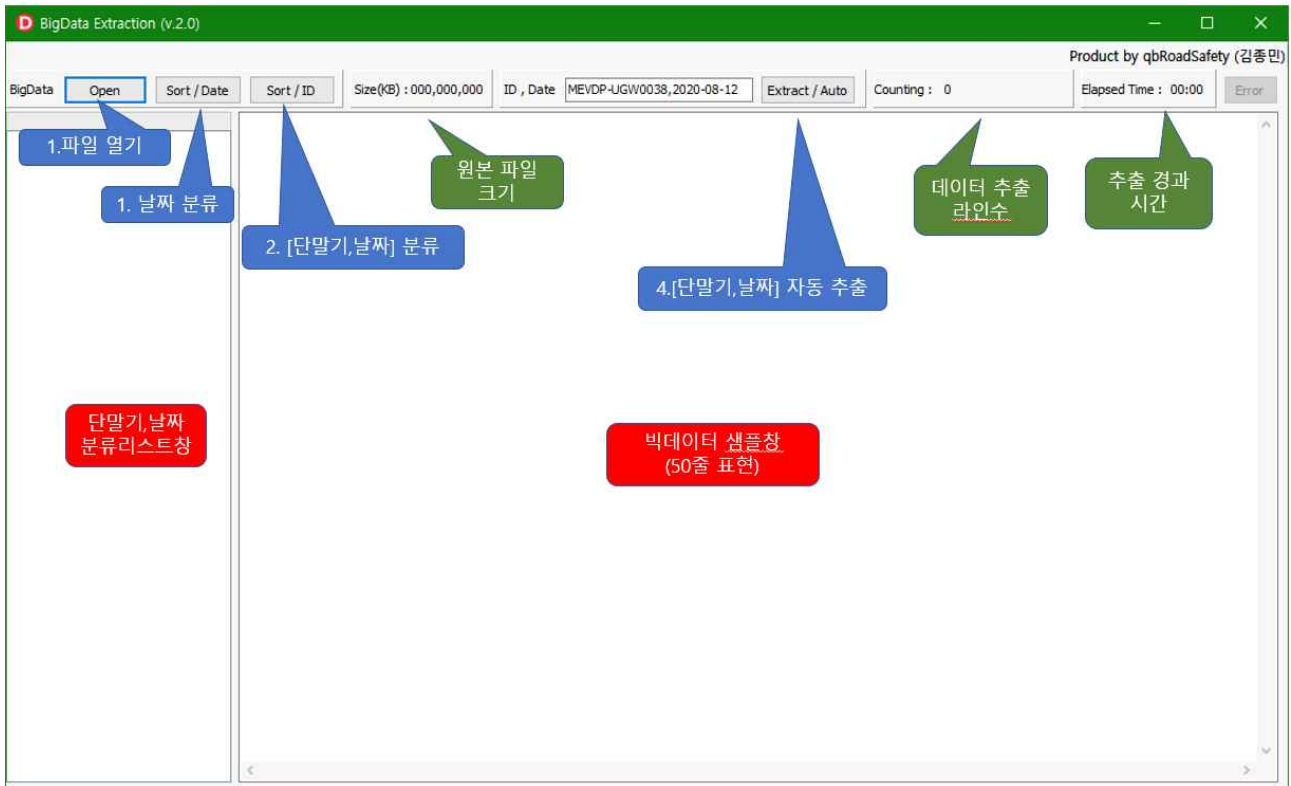 BigData Extraction (v.2.0)
Product by qbRoadSafety (김종민)
BigData Open Sort / Date Sort / ID Size(KB) : 000,000,000 ID , Date MEVDP-UGW0038,2020-08-12 Extract / Auto Counting : 0 Elapsed Time : 00:00 Error
1.파일 열기
1. 날짜 분류
2. [단말기,날짜] 분류
원본 파일
크기
4.[단말기,날짜] 자동 추출
데이터 추출
라인수
추출 경과
시간
단말기,날짜
분류리스트창
빅데이터 샘플창
(50줄 표현)